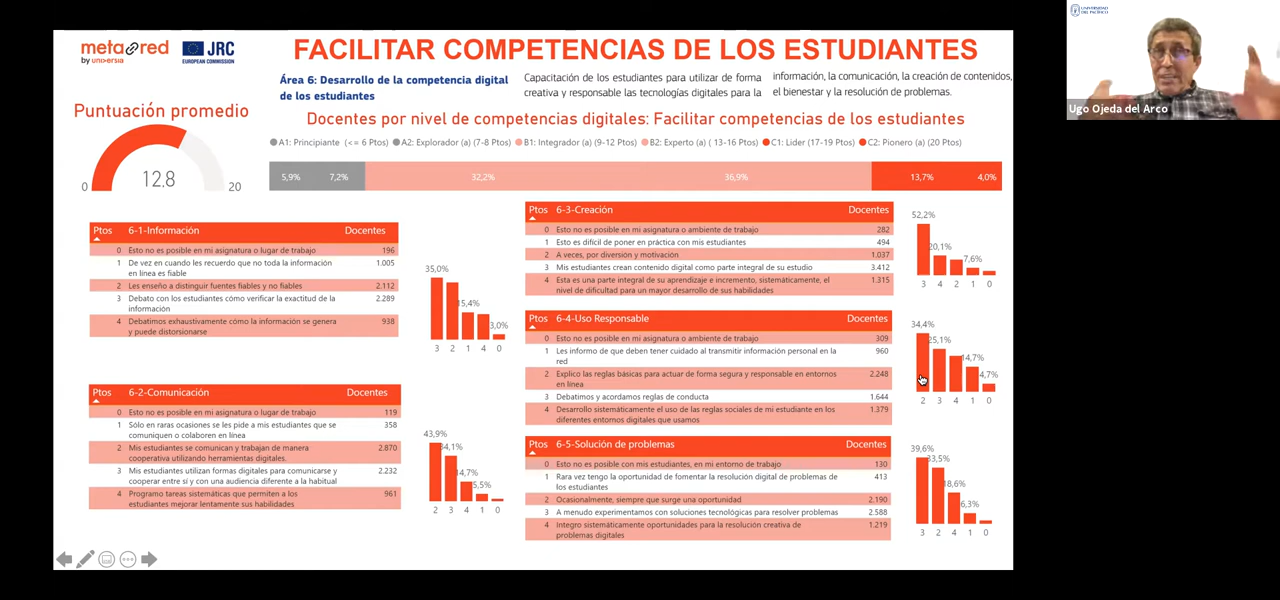 meta red
by universia
JRC
EUROPEAN COMMISSION
FACILITAR COMPETENCIAS DE LOS ESTUDIANTES
Área 6: Desarrollo de la competencia digital
de los estudiantes
Capacitación de los estudiantes para utilizar de forma
creativa y responsable las tecnologías digitales para la
información, la comunicación, la creación de contenidos,
el bienestar y la resolución de problemas.
Puntuación promedio
0
12,8
20
Docentes por nivel de competencias digitales: Facilitar competencias de los estudiantes
A1: Principiante (<= 6 Ptos) A2: Explorador (a) (7-8 Ptos) B1: Integrador (a) (9-12 Ptos) B2: Experto (a) ( 13-16 Ptos) C1: Lider (17-19 Ptos) C2: Pionero (a) (20 Ptos)
5,9% 7,2% 32,2% 36,9% 13,7% 4,0%
Ptos 6-1-Información Docentes
0 Esto no es posible en mi asignatura o lugar de trabajo 196
1 De vez en cuando les recuerdo que no toda la información 1.005
en línea es fiable
2 Les enseño a distinguir fuentes fiables y no fiables 2.112
3 Debato con los estudiantes cómo verificar la exactitud de la 2.289
información
4 Debatimos exhaustivamente cómo la información se genera 938
y puede distorsionarse
35,0%
15,4%
3,0%
3 2 1 4 0
Ptos 6-2-Comunicación Docentes
0 Esto no es posible en mi asignatura o lugar de trabajo 119
1 Sólo en raras ocasiones se les pide a mis estudiantes que se 358
comuniquen o colaboren en línea
2 Mis estudiantes se comunican y trabajan de manera 2.870
cooperativa utilizando herramientas digitales.
3 Mis estudiantes utilizan formas digitales para comunicarse y 2.232
cooperar entre sí y con una audiencia diferente a la habitual
4 Programo tareas sistemáticas que permiten a los 961
estudiantes mejorar lentamente sus habilidades
43,9%
34,1%
14,7%
5,5%
2 3 4 1 0
Ptos 6-3-Creación Docentes
0 Esto no es posible en mi asignatura o ambiente de trabajo 282
1 Esto es difícil de poner en práctica con mis estudiantes 494
2 A veces, por diversión y motivación 1.037
3 Mis estudiantes crean contenido digital como parte integral de su estudio 3.412
4 Esta es una parte integral de su aprendizaje e incremento, sistemáticamente, el 1.315
nivel de dificultad para un mayor desarrollo de sus habilidades
52,2%
20,1%
7,6%
3 4 2 1 0
Ptos 6-4-Uso Responsable Docentes
0 Esto no es posible en mi asignatura o ambiente de trabajo 309
1 Les informo de que deben tener cuidado al transmitir información personal en la 960
red
2 Explico las reglas básicas para actuar de forma segura y responsable en entornos 2.248
en línea
3 Debatimos y acordamos reglas de conducta 1.644
4 Desarrollo sistemáticamente el uso de las reglas sociales de mi estudiante en los 1.379
diferentes entornos digitales que usamos
34,4%
25,1%
14,7%
4,7%
2 3 4 1 0
Ptos 6-5-Solución de problemas Docentes
0 Esto no es posible con mis estudiantes, en mi entorno de trabajo 130
1 Rara vez tengo la oportunidad de fomentar la resolución digital de problemas de 413
los estudiantes
2 Ocasionalmente, siempre que surge una oportunidad 2.190
3 A menudo experimentamos con soluciones tecnológicas para resolver problemas 2.588
4 Integro sistemáticamente oportunidades para la resolución creativa de 1.219
problemas digitales
39,6%
33,5%
18,6%
6,3%
3 2 4 1 0
UNIVERSIDAD
DEL PACÍFICO
Ugo Ojeda del Arco